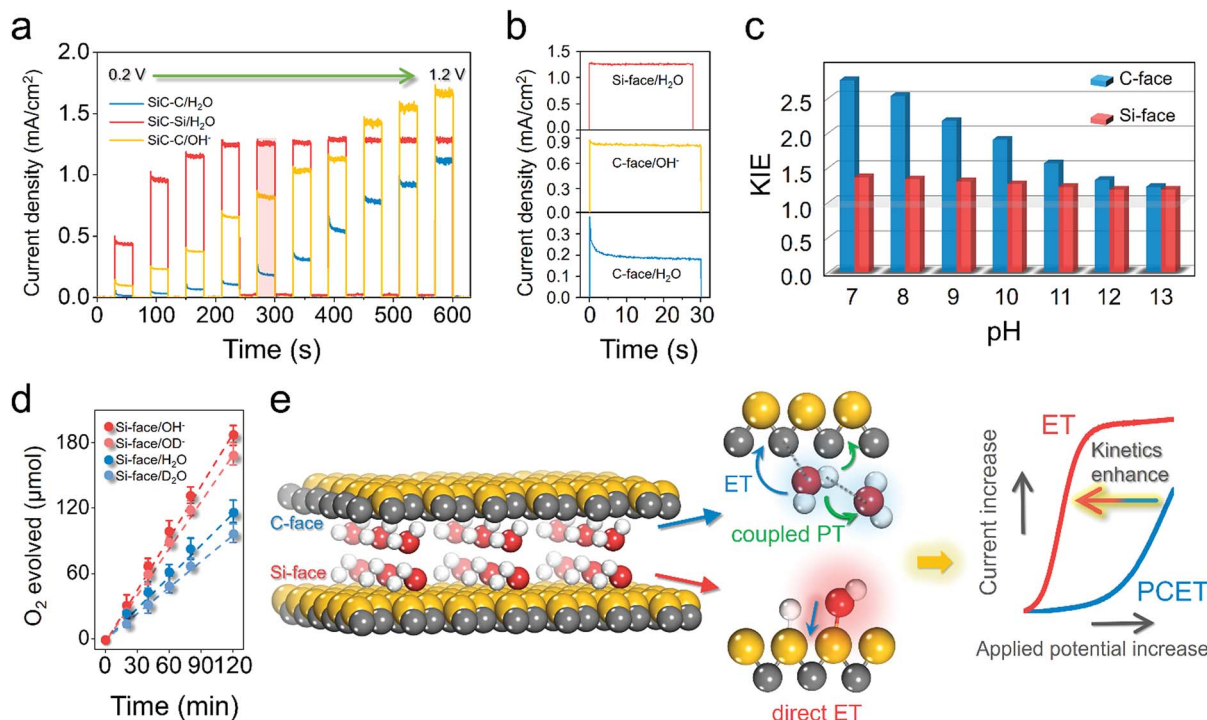 a
2.0
1.5
1.0
0.5
0.0
Current density (mA/cm²)
0.2 V
1.2 V
SiC-C/H₂O
SiC-Si/H₂O
SiC-C/OH⁻
0 100 200 300 400 500 600
Time (s)
b
1.5
1.2
0.9
0.6
0.3
0.0
Si-face/H₂O
0.9
0.6
0.3
0.0
C-face/OH⁻
0.2
0.1
0.0
C-face/H₂O
Current density (mA/cm²)
0 10 20 30
Time (s)
c
C-face
Si-face
2.5
2.0
1.5
1.0
0.5
0.0
KIE
7 8 9 10 11 12 13
pH
d
Si-face/OH⁻
Si-face/OD⁻
Si-face/H₂O
Si-face/D₂O
180
120
60
0
O₂ evolved (μmol)
0 30 60 90 120
Time (min)
e
C-face
Si-face
ET
coupled PT
direct ET
ET
Kinetics
enhance
PCET
Current increase
Applied potential increase